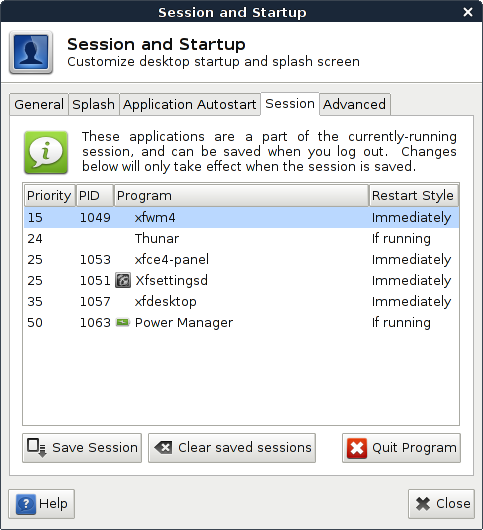 Session and Startup
Session and Startup
Customize desktop startup and splash screen
General Splash Application Autostart Session Advanced
These applications are a part of the currently-running
session, and can be saved when you log out. Changes
below will only take effect when the session is saved.
Priority PID Program Restart Style
15 1049 xfwm4 Immediately
24 Thunar If running
25 1053 xfce4-panel Immediately
25 1051 Xfsettingsd Immediately
35 1057 xfdesktop Immediately
50 1063 Power Manager If running
Save Session Clear saved sessions Quit Program
Help Close